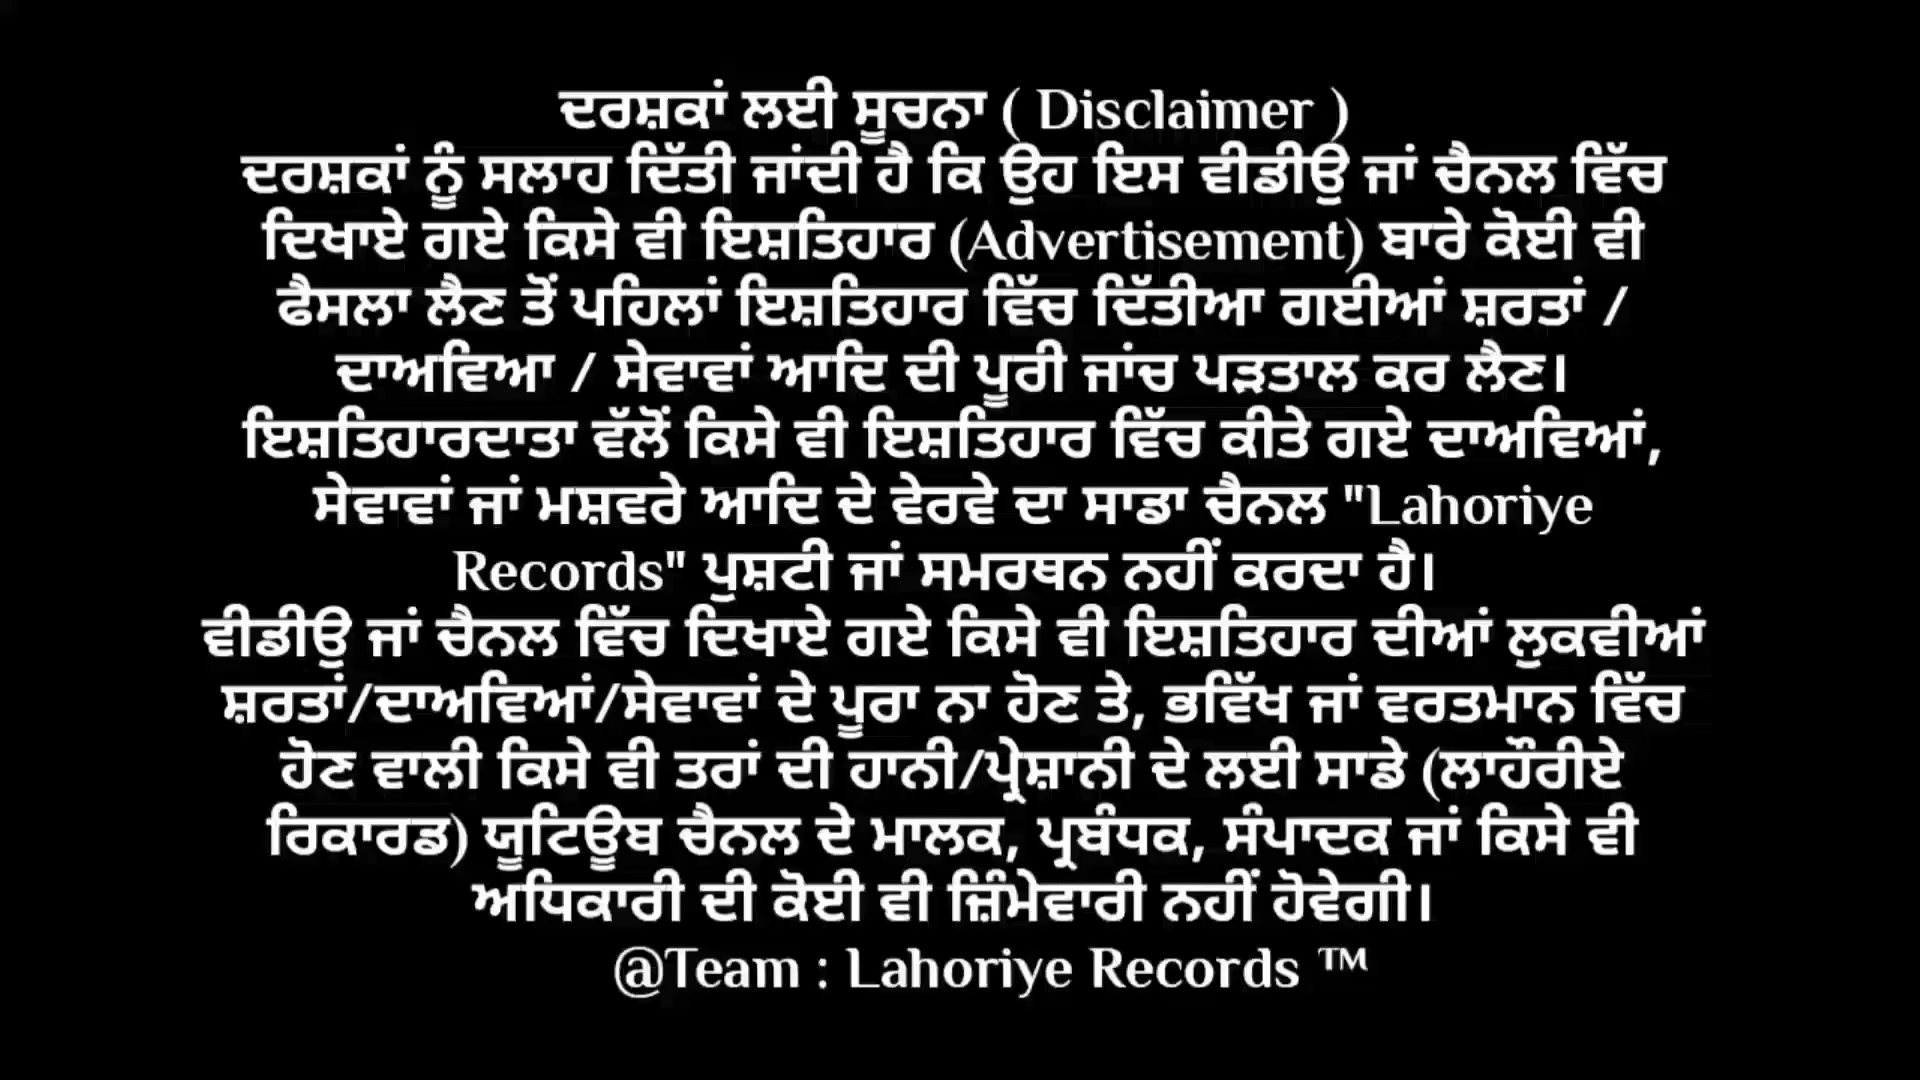 ਦਰਸ਼ਕਾਂ ਲਈ ਸੂਚਨਾ ( Disclaimer )
ਦਰਸ਼ਕਾਂ ਨੂੰ ਸਲਾਹ ਦਿੱਤੀ ਜਾਂਦੀ ਹੈ ਕਿ ਉਹ ਇਸ ਵੀਡੀਉ ਜਾਂ ਚੈਨਲ ਵਿੱਚ
ਦਿਖਾਏ ਗਏ ਕਿਸੇ ਵੀ ਇਸ਼ਤਿਹਾਰ (Advertisement) ਬਾਰੇ ਕੋਈ ਵੀ
ਫੈਸਲਾ ਲੈਣ ਤੋਂ ਪਹਿਲਾਂ ਇਸ਼ਤਿਹਾਰ ਵਿੱਚ ਦਿੱਤੀਆ ਗਈਆਂ ਸ਼ਰਤਾਂ /
ਦਾਅਵਿਆ / ਸੇਵਾਵਾਂ ਆਦਿ ਦੀ ਪੂਰੀ ਜਾਂਚ ਪੜਤਾਲ ਕਰ ਲੈਣ।
ਇਸ਼ਤਿਹਾਰਦਾਤਾ ਵੱਲੋਂ ਕਿਸੇ ਵੀ ਇਸ਼ਤਿਹਾਰ ਵਿੱਚ ਕੀਤੇ ਗਏ ਦਾਅਵਿਆਂ,
ਸੇਵਾਵਾਂ ਜਾਂ ਮਸ਼ਵਰੇ ਆਦਿ ਦੇ ਵੇਰਵੇ ਦਾ ਸਾਡਾ ਚੈਨਲ "Lahoriye
Records" ਪੁਸ਼ਟੀ ਜਾਂ ਸਮਰਥਨ ਨਹੀਂ ਕਰਦਾ ਹੈ।
ਵੀਡੀਉ ਜਾਂ ਚੈਨਲ ਵਿੱਚ ਦਿਖਾਏ ਗਏ ਕਿਸੇ ਵੀ ਇਸ਼ਤਿਹਾਰ ਦੀਆਂ ਲੁਕਵੀਆਂ
ਸ਼ਰਤਾਂ/ਦਾਅਵਿਆਂ/ਸੇਵਾਵਾਂ ਦੇ ਪੂਰਾ ਨਾ ਹੋਣ ਤੇ, ਭਵਿੱਖ ਜਾਂ ਵਰਤਮਾਨ ਵਿੱਚ
ਹੋਣ ਵਾਲੀ ਕਿਸੇ ਵੀ ਤਰਾਂ ਦੀ ਹਾਨੀ/ਪ੍ਰੇਸ਼ਾਨੀ ਦੇ ਲਈ ਸਾਡੇ (ਲਾਹੌਰੀਏ
ਰਿਕਾਰਡ) ਯੂਟਿਊਬ ਚੈਨਲ ਦੇ ਮਾਲਕ, ਪ੍ਰਬੰਧਕ, ਸੰਪਾਦਕ ਜਾਂ ਕਿਸੇ ਵੀ
ਅਧਿਕਾਰੀ ਦੀ ਕੋਈ ਵੀ ਜ਼ਿੰਮੇਵਾਰੀ ਨਹੀਂ ਹੋਵੇਗੀ।
@Team : Lahoriye Records ™